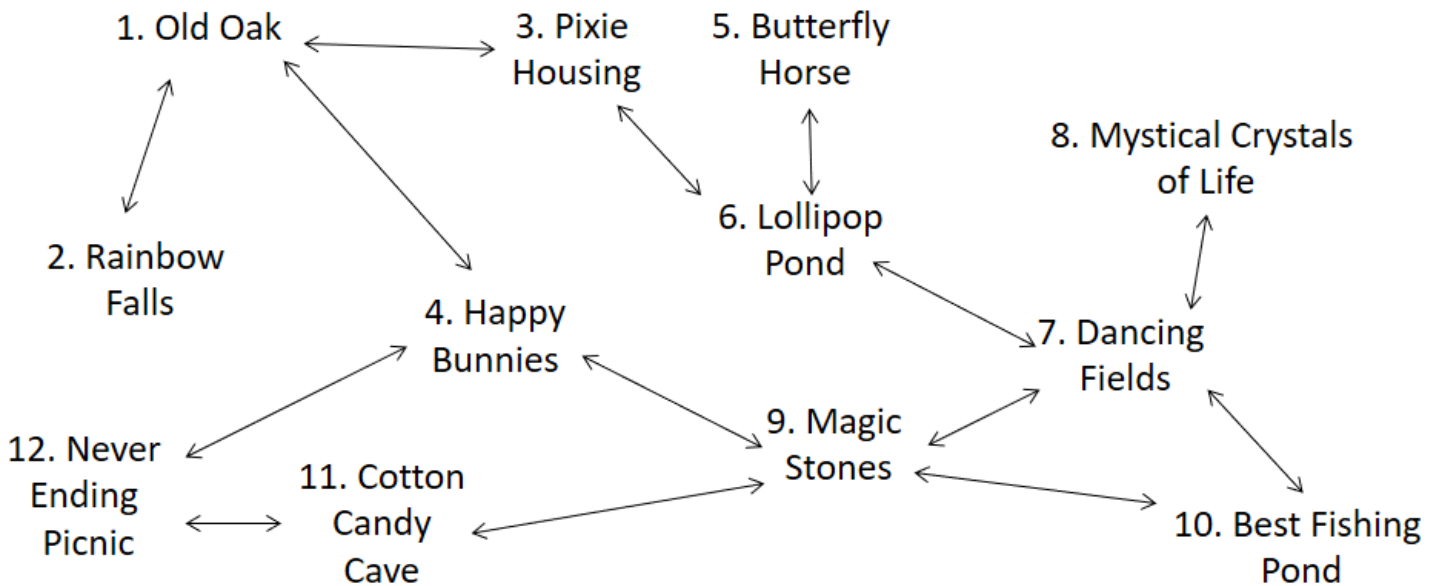 1. Old Oak
3. Pixie
Housing
5. Butterfly
Horse
8. Mystical Crystals
of Life
6. Lollipop
Pond
2. Rainbow
Falls
4. Happy
Bunnies
7. Dancing
Fields
9. Magic
Stones
12. Never
Ending
Picnic
11. Cotton
Candy
Cave
10. Best Fishing
Pond